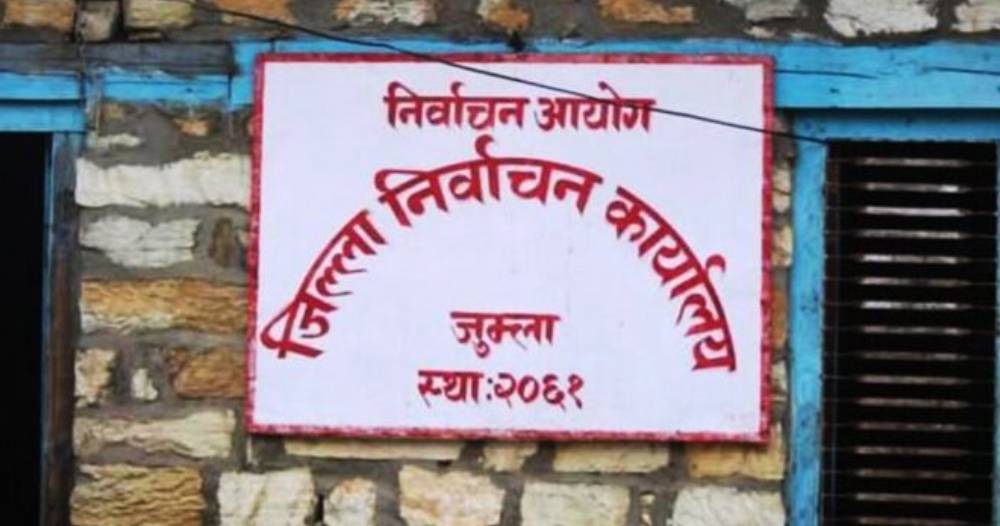 निर्वाचन आयोग
जिल्ला निर्वाचन कार्यालय
जुम्ला
स्था:२०६१